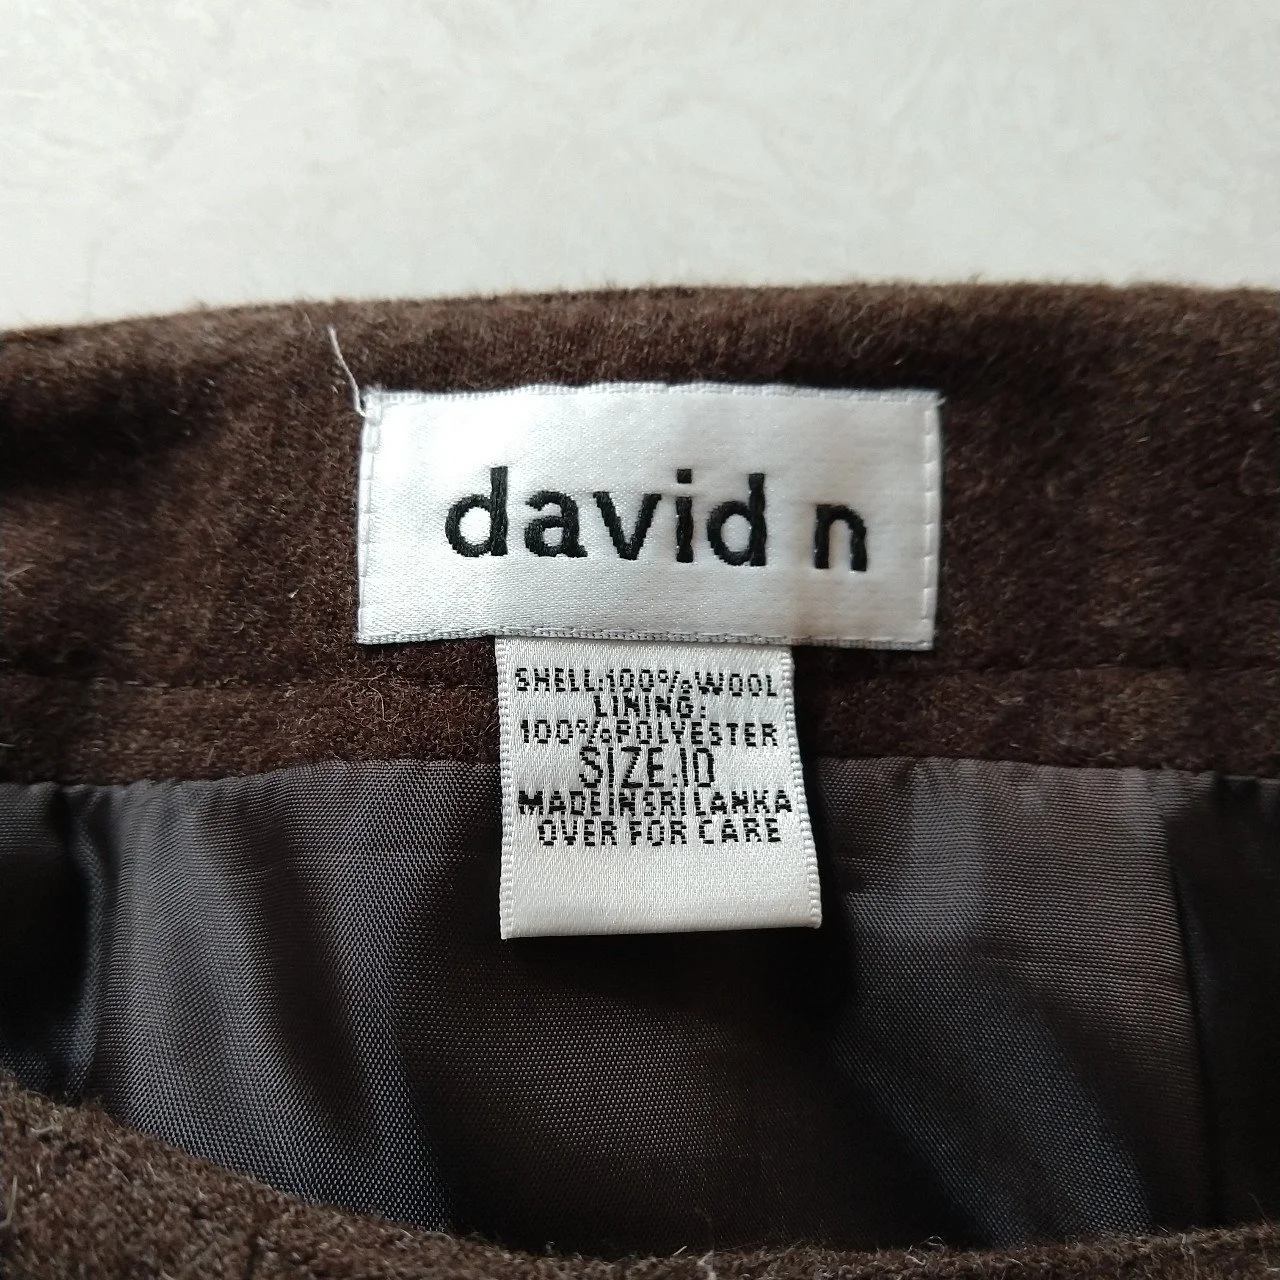 david n
SHELL:100%WOOL
LINING:
100%POLYESTER
SIZE:10
MADE IN SRI LANKA
OVER FOR CARE